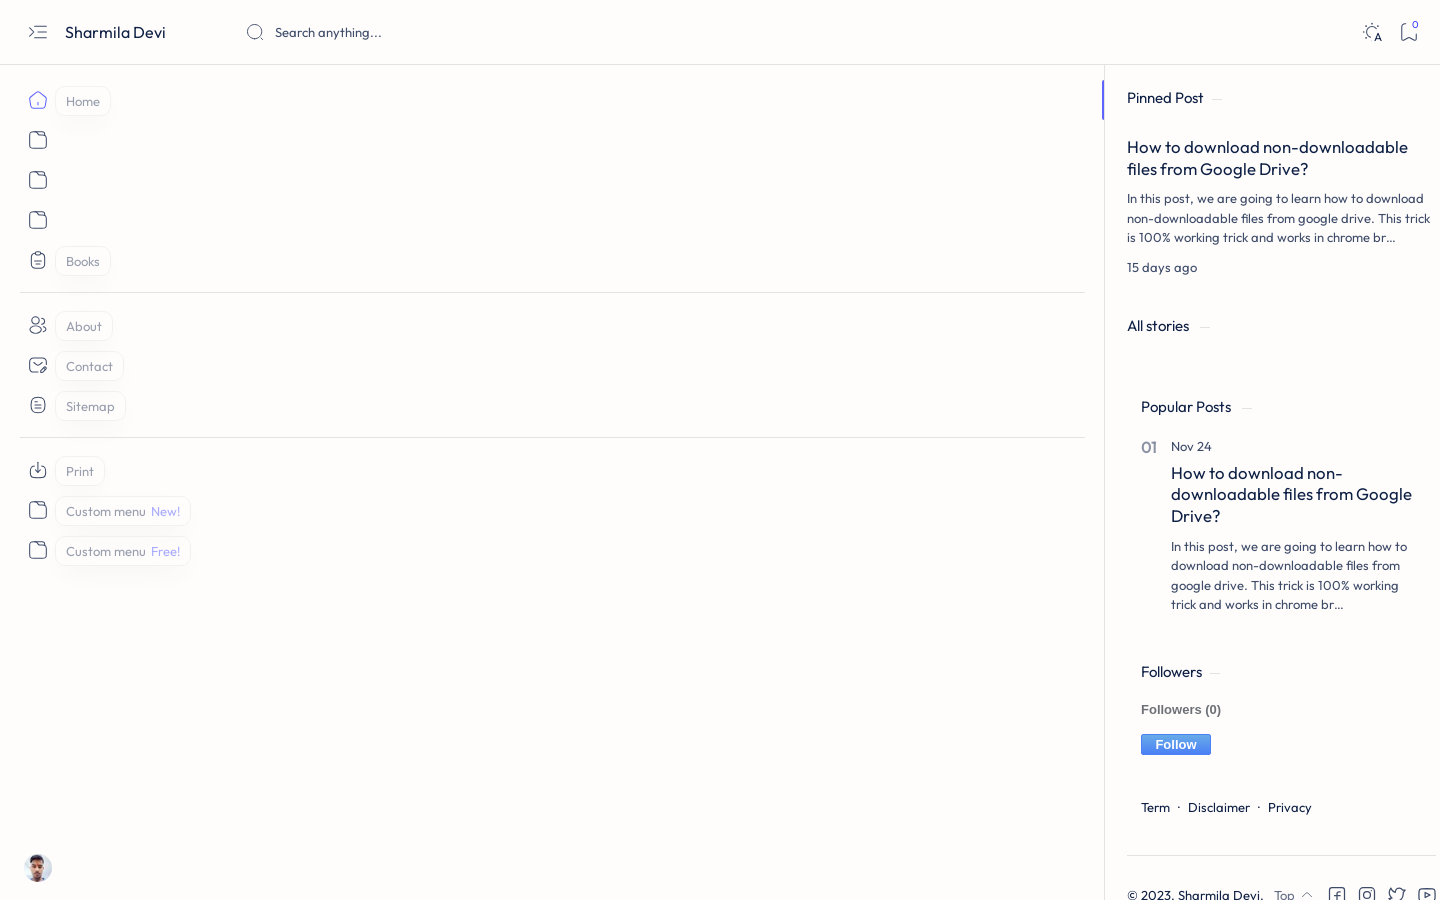 Sharmila Devi
Search anything...
A
0
Home
Books
About
Contact
Sitemap
Print
Custom menu New!
Custom menu Free!
Pinned Post
How to download non-downloadable
files from Google Drive?
In this post, we are going to learn how to download
non-downloadable files from google drive. This trick
is 100% working trick and works in chrome br…
15 days ago
All stories
Popular Posts
01
Nov 24
How to download non-
downloadable files from Google
Drive?
In this post, we are going to learn how to
download non-downloadable files from
google drive. This trick is 100% working
trick and works in chrome br…
Followers
Followers (0)
Follow
Term · Disclaimer · Privacy
© 2023. Sharmila Devi. Top